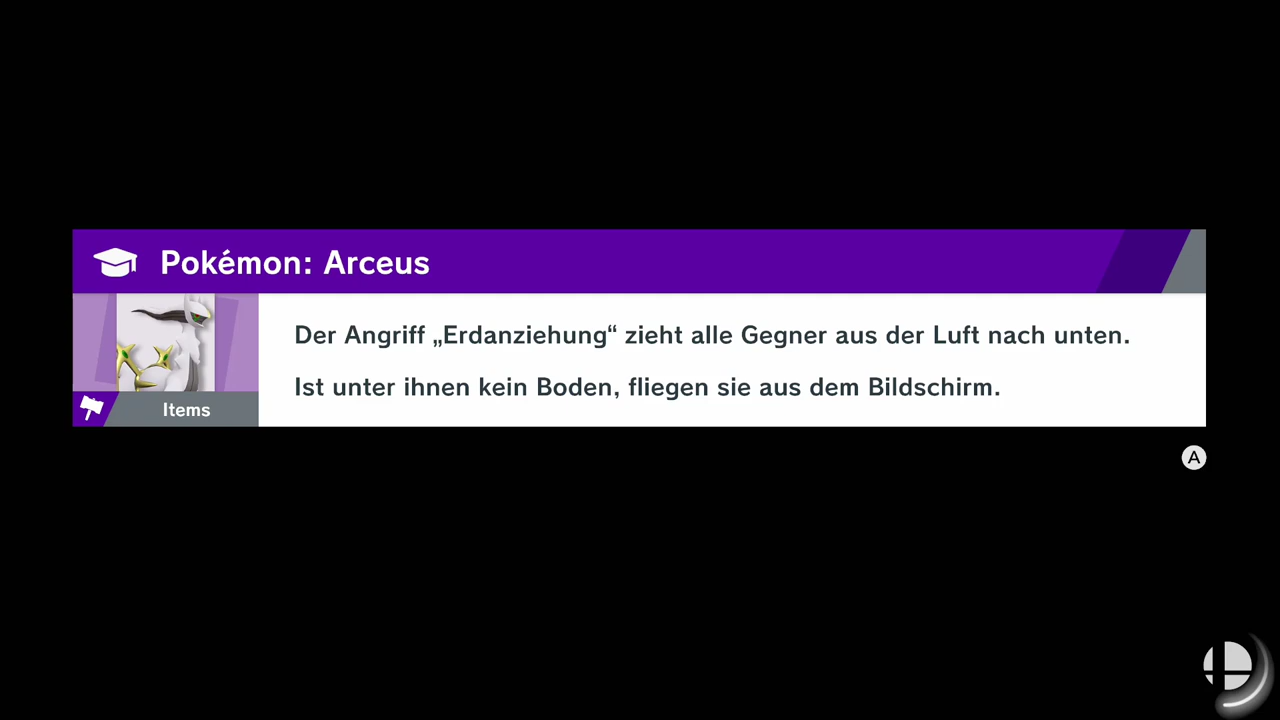 Pokémon: Arceus
Der Angriff „Erdanziehung“ zieht alle Gegner aus der Luft nach unten.
Ist unter ihnen kein Boden, fliegen sie aus dem Bildschirm.
Items
A